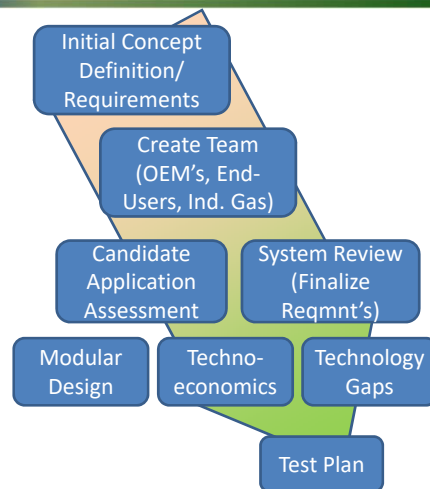 Initial Concept
Definition/
Requirements
Create Team
(OEM's, End-
Users, Ind. Gas)
Candidate
Application
Assessment
System Review
(Finalize
Reqmnt's)
Modular
Design
Techno-
economics
Technology
Gaps
Test Plan